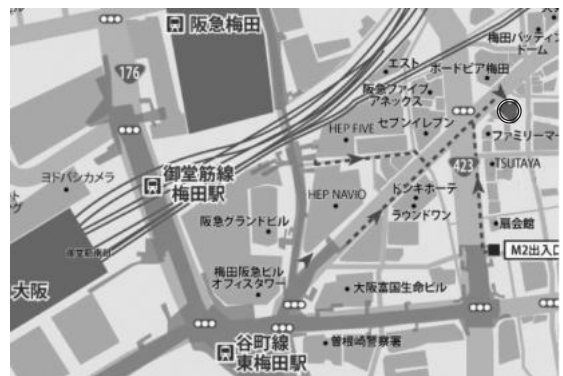 阪急梅田
梅田バッティングドーム
176
エスト
ボードピア梅田
阪急ファイブ
アネックス
HEP FIVE
セブンイレブン
ファミリーマー
ヨドバシカメラ
御堂筋線
梅田駅
423
TSUTAYA
HEP NAVIO
ドンキホーテ
ラウンドワン
阪急グランドビル
扇会館
M2出入口
大阪
梅田阪急ビル
オフィスタワー
大阪富国生命ビル
谷町線
東梅田駅
曽根崎警察署